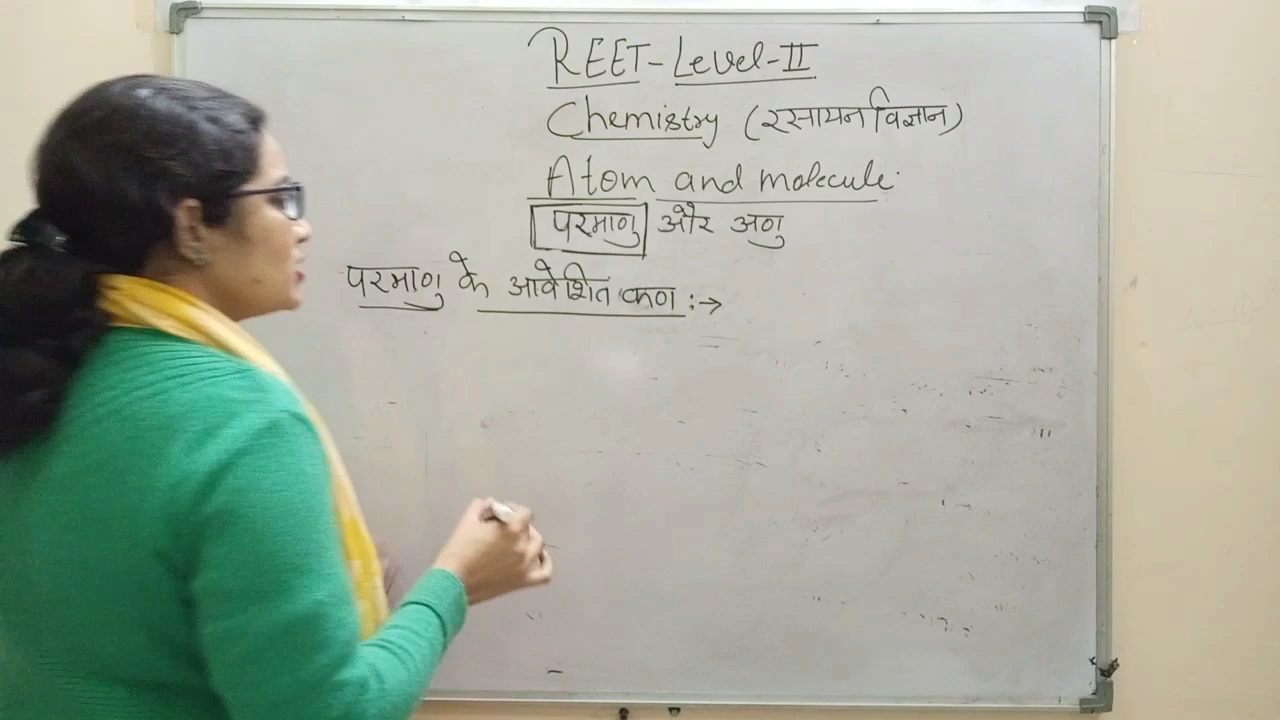 REET-Level-II
Chemistry (रसायन विज्ञान)
Atom and molecule.
परमाणु और अणु
परमाणु के आवेशित कण :→